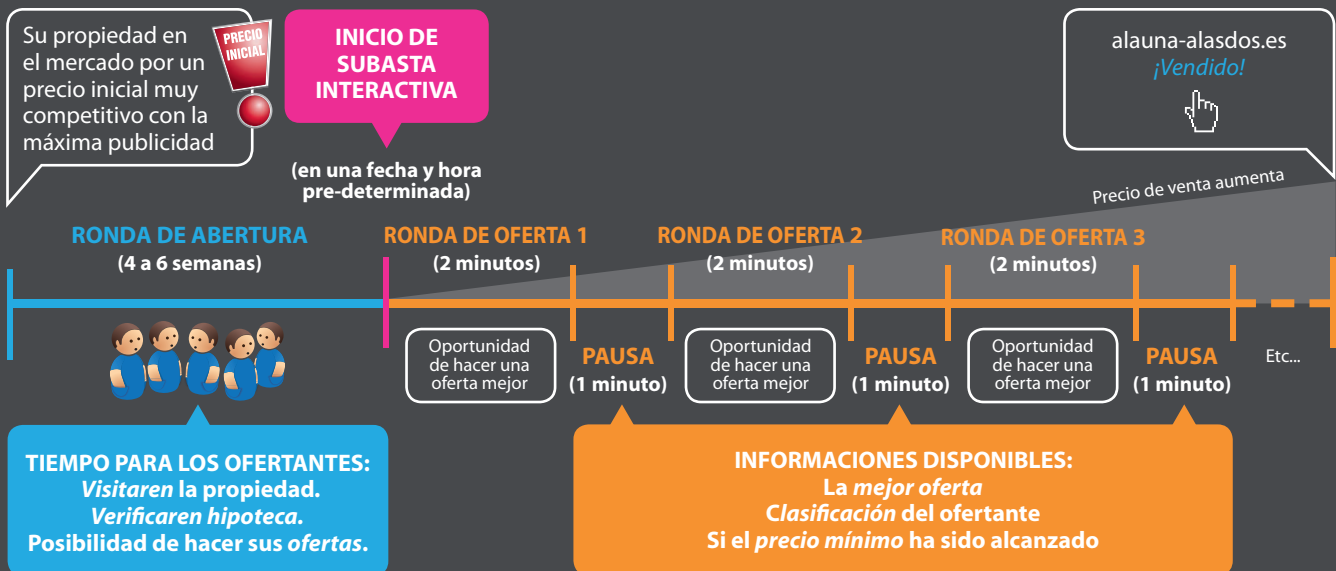 Su propiedad en
el mercado por un
precio inicial muy
competitivo con la
máxima publicidad
PRECIO
INICIAL
INICIO DE
SUBASTA
INTERACTIVA
(en una fecha y hora
pre-determinada)
alauna-alasdos.es
¡Vendido!
Precio de venta aumenta
RONDA DE ABERTURA
(4 a 6 semanas)
RONDA DE OFERTA 1
(2 minutos)
RONDA DE OFERTA 2
(2 minutos)
RONDA DE OFERTA 3
(2 minutos)
Oportunidad
de hacer una
oferta mejor
PAUSA
(1 minuto)
Oportunidad
de hacer una
oferta mejor
PAUSA
(1 minuto)
Oportunidad
de hacer una
oferta mejor
PAUSA
(1 minuto)
Etc...
TIEMPO PARA LOS OFERTANTES:
Visitaren la propiedad.
Verificaren hipoteca.
Posibilidad de hacer sus ofertas.
INFORMACIONES DISPONIBLES:
La mejor oferta
Clasificación del ofertante
Si el precio mínimo ha sido alcanzado